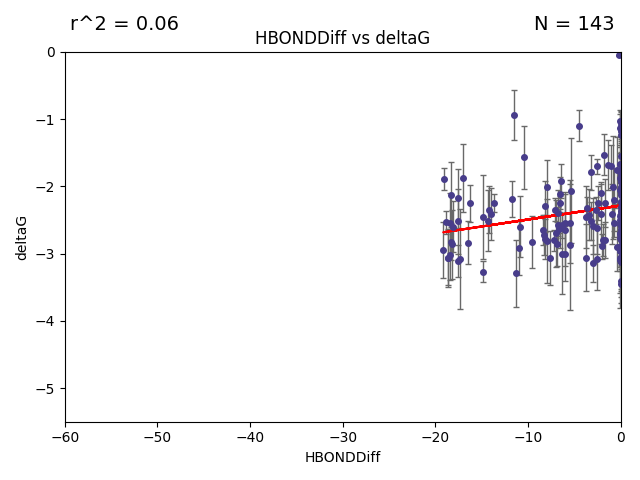 r^2 = 0.06
N = 143
HBONDDiff vs deltaG
deltaG
0
−1
−2
−3
−4
−5
−60
−50
−40
−30
−20
−10
0
HBONDDiff